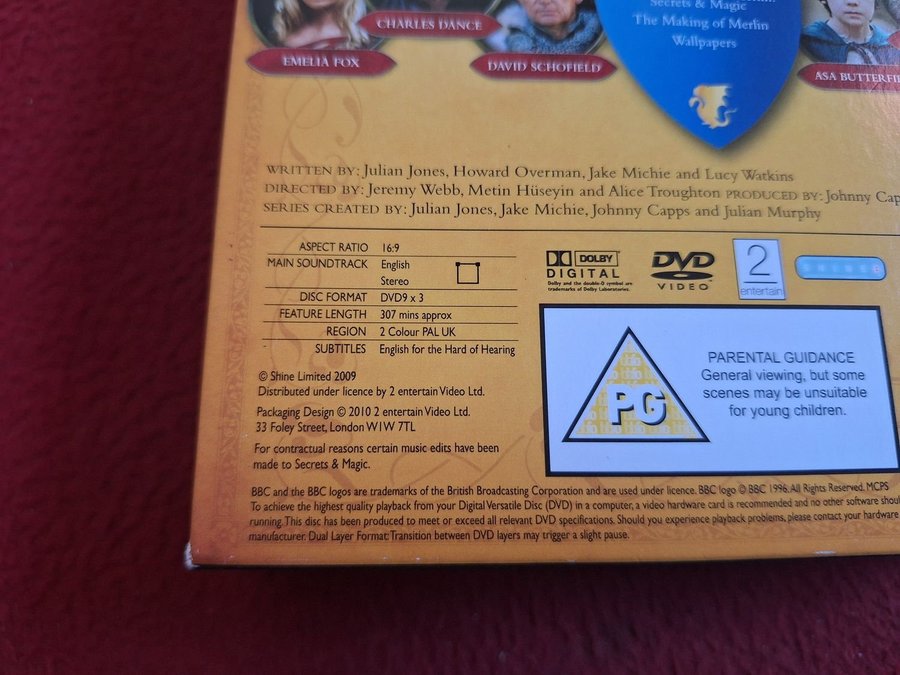 Secrets & Magic
The Making of Merlin
Wallpapers
CHARLES DANCE
EMELIA FOX
DAVID SCHOFIELD
ASA BUTTERFI
WRITTEN BY: Julian Jones, Howard Overman, Jake Michie and Lucy Watkins
DIRECTED BY: Jeremy Webb, Metin Hüseyin and Alice Troughton PRODUCED BY: Johnny Cap
SERIES CREATED BY: Julian Jones, Jake Michie, Johnny Capps and Julian Murphy
ASPECT RATIO 16:9
MAIN SOUNDTRACK English
Stereo
DISC FORMAT DVD9 x 3
FEATURE LENGTH 307 mins approx
REGION 2 Colour PAL UK
SUBTITLES English for the Hard of Hearing
DOLBY
DIGITAL
Dolby and the double-D symbol are
trademarks of Dolby Laboratories.
DVD
VIDEO
2
entertain
SHINE
PG
PARENTAL GUIDANCE
General viewing, but some
scenes may be unsuitable
for young children.
© Shine Limited 2009
Distributed under licence by 2 entertain Video Ltd.
Packaging Design © 2010 2 entertain Video Ltd.
33 Foley Street, London W1W 7TL
For contractual reasons certain music edits have been
made to Secrets & Magic.
BBC and the BBC logos are trademarks of the British Broadcasting Corporation and are used under licence. BBC logo © BBC 1996. All Rights Reserved. MCPS
To achieve the highest quality playback from your Digital Versatile Disc (DVD) in a computer, a video hardware card is recommended and no other software shou
running. This disc has been produced to meet or exceed all relevant DVD specifications. Should you experience playback problems, please contact your hardware
manufacturer. Dual Layer Format: Transition between DVD layers may trigger a slight pause.